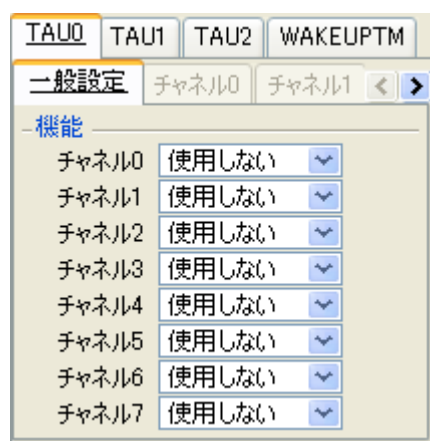 TAU0 TAU1 TAU2 WAKEUPTM
一般設定 チャネル0 チャネル1
機能
チャネル0 使用しない
チャネル1 使用しない
チャネル2 使用しない
チャネル3 使用しない
チャネル4 使用しない
チャネル5 使用しない
チャネル6 使用しない
チャネル7 使用しない